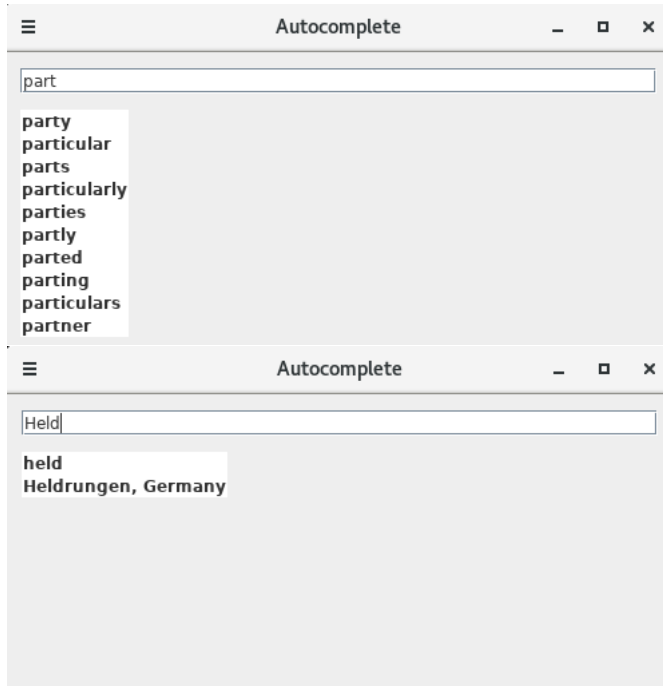 Autocomplete
part
party
particular
parts
particularly
parties
partly
parted
parting
particulars
partner
Autocomplete
Held
held
Heldrungen, Germany